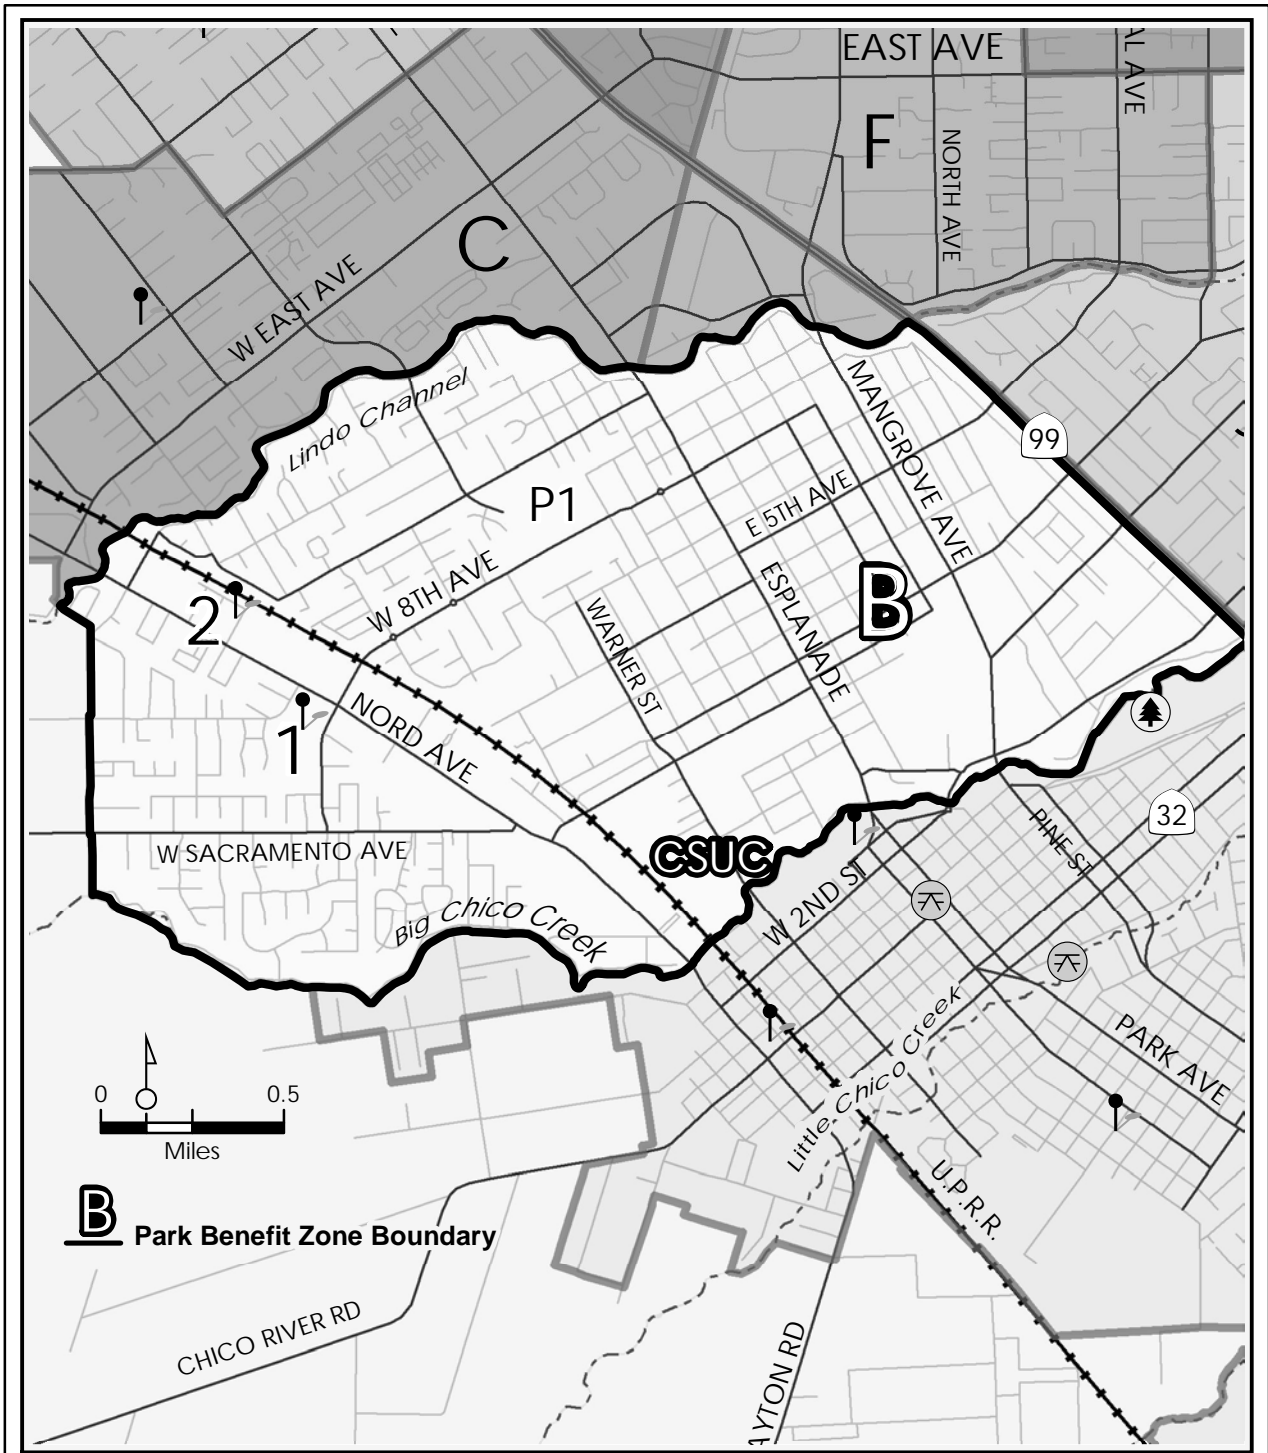 EAST AVE
AL AVE
F
NORTH AVE
C
W EAST AVE
Lindo Channel
MANGROVE AVE
99
P1
E 5TH AVE
W 8TH AVE
ESPLANADE
B
WARNER ST
2
NORD AVE
1
32
PINE ST
W SACRAMENTO AVE
CSUC
W 2ND ST
Big Chico Creek
Little Chico Creek
PARK AVE
0 0.5
Miles
U.P.R.R.
B Park Benefit Zone Boundary
CHICO RIVER RD
AYTON RD